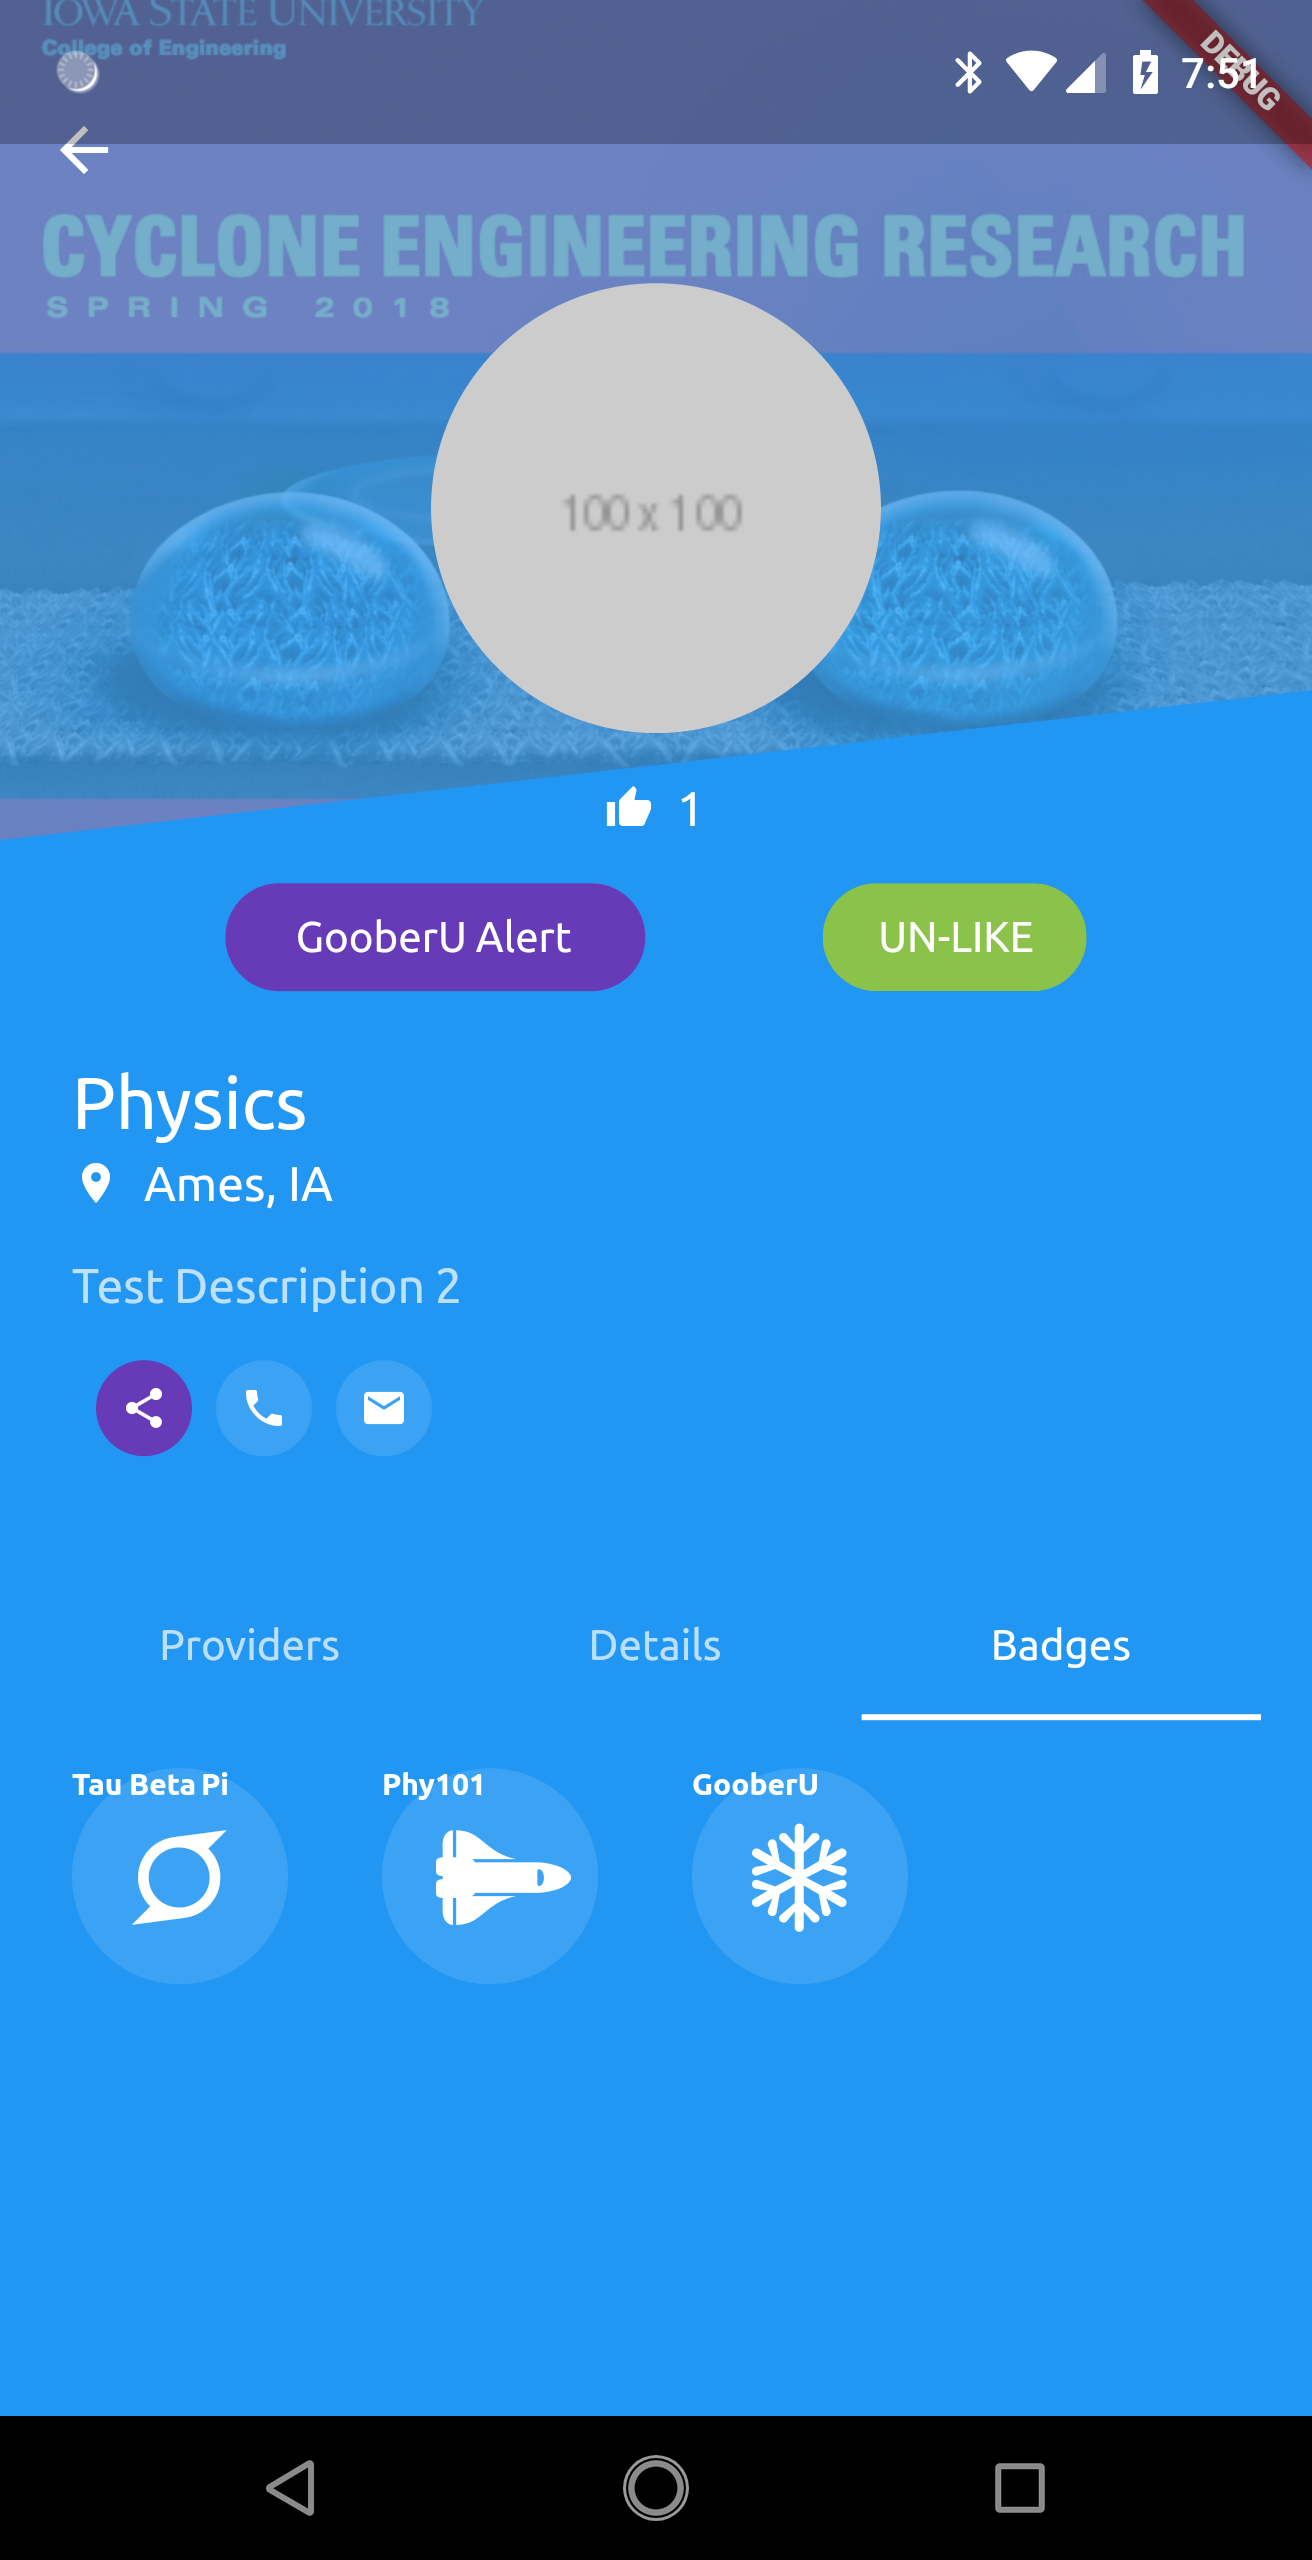 IOWA STATE UNIVERSITY
College of Engineering
7:51
DEBUG
CYCLONE ENGINEERING RESEARCH
SPRING 2018
100 x 100
1
GooberU Alert
UN-LIKE
Physics
Ames, IA
Test Description 2
Providers
Details
Badges
Tau Beta Pi
Phy101
GooberU